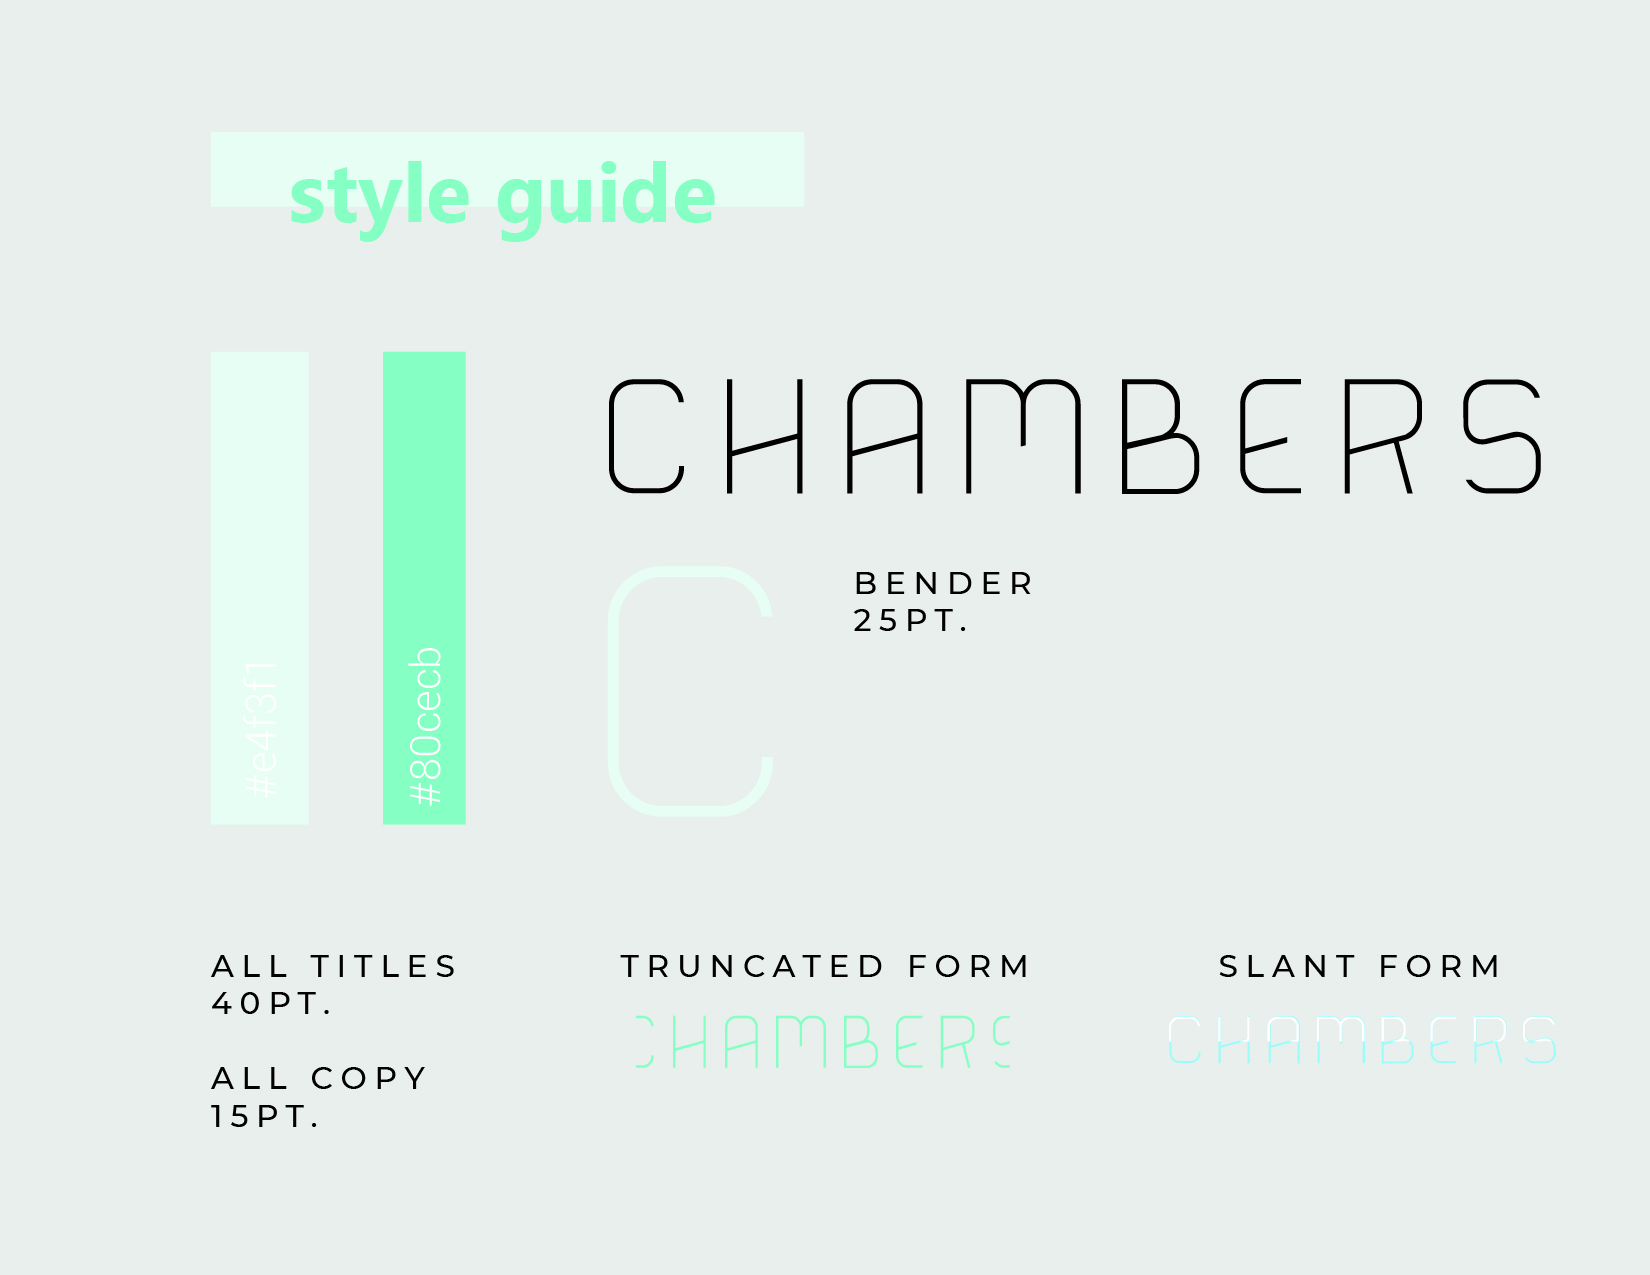 style guide
CHAMBERS
#e4f3f1
#80cecb
C
BENDER
25PT.
ALL TITLES
40PT.
ALL COPY
15PT.
TRUNCATED FORM
CHAMBERS
SLANT FORM
CHAMBERS